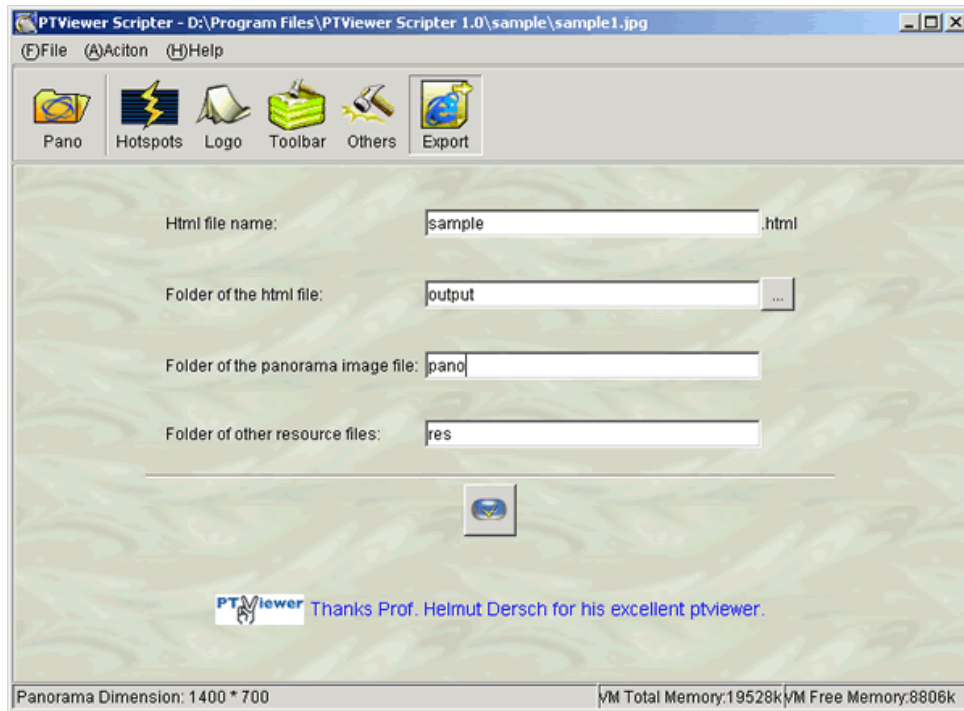 PTViewer Scripter - D:\Program Files\PTViewer Scripter 1.0\sample\sample1.jpg
(F)File (A)Aciton (H)Help
Pano Hotspots Logo Toolbar Others Export
Html file name: sample .html
Folder of the html file: output ...
Folder of the panorama image file: pano
Folder of other resource files: res
PTViewer Thanks Prof. Helmut Dersch for his excellent ptviewer.
Panorama Dimension: 1400 * 700 VM Total Memory:19528k VM Free Memory:8806k